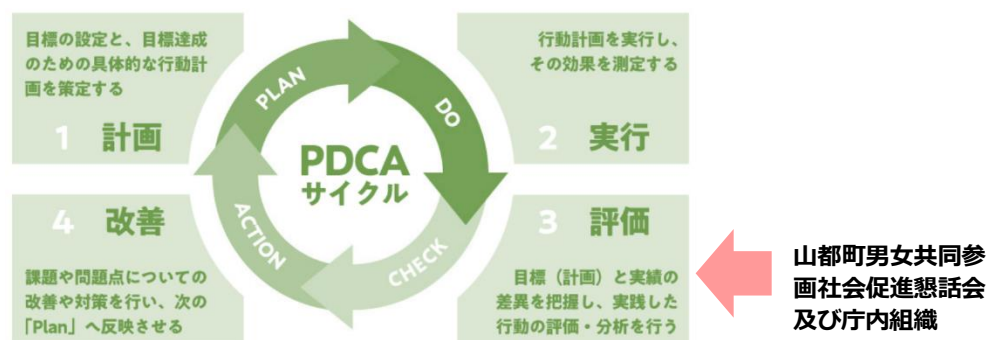 目標の設定と、目標達成
のための具体的な行動計
画を策定する
1 計画
行動計画を実行し、
その効果を測定する
2 実行
PLAN
DO
PDCA
サイクル
ACTION
CHECK
4 改善
課題や問題点についての
改善や対策を行い、次の
「Plan」へ反映させる
3 評価
目標（計画）と実績の
差異を把握し、実践した
行動の評価・分析を行う
山都町男女共同参
画社会促進懇話会
及び庁内組織